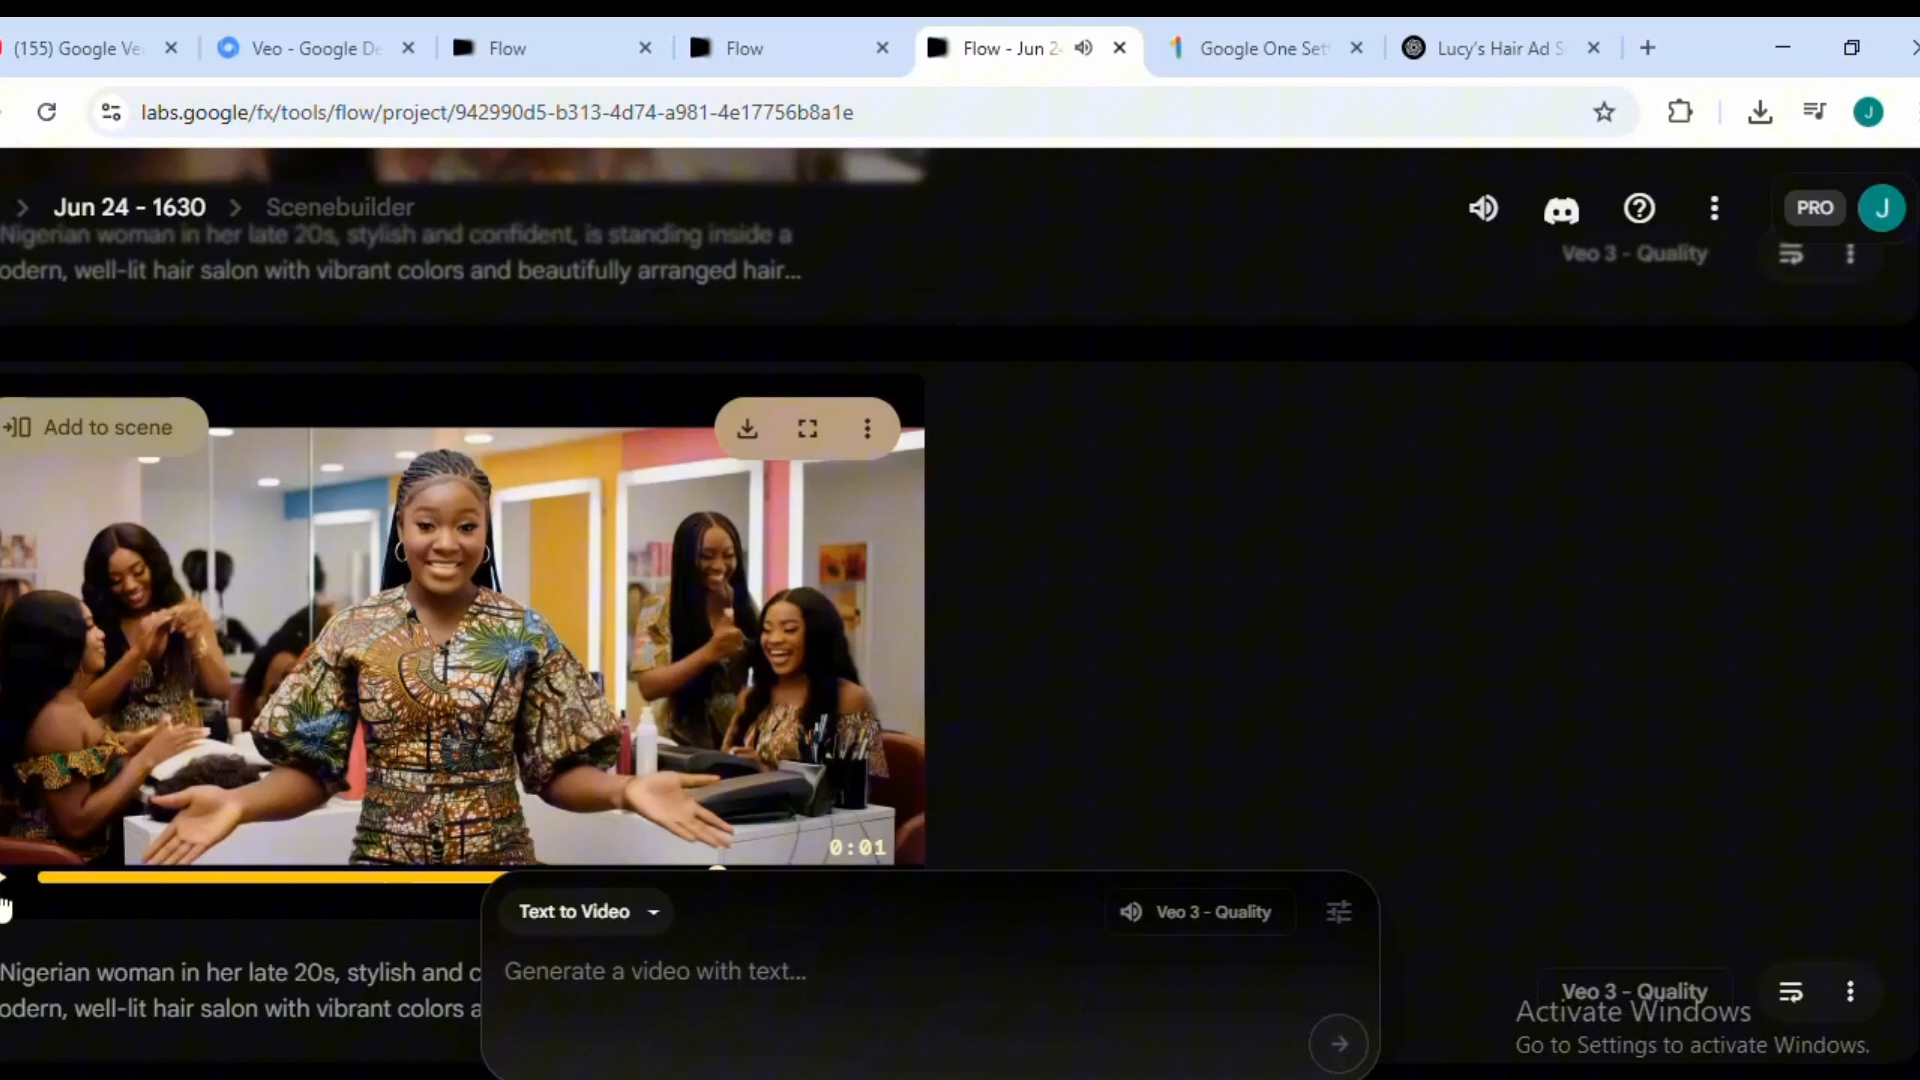 (155) Google Ve
Veo - Google De
Flow
Flow
Flow - Jun 2
Google One Set
Lucy's Hair Ad S
labs.google/fx/tools/flow/project/942990d5-b313-4d74-a981-4e17756b8a1e
J
Jun 24 - 1630
Scenebuilder
PRO
J
Nigerian woman in her late 20s, stylish and confident, is standing inside a
odern, well-lit hair salon with vibrant colors and beautifully arranged hair...
Veo 3 - Quality
Add to scene
0:01
Text to Video
Veo 3 - Quality
Generate a video with text...
Nigerian woman in her late 20s, stylish and c
odern, well-lit hair salon with vibrant colors a
Veo 3 - Quality
Activate Windows
Go to Settings to activate Windows.